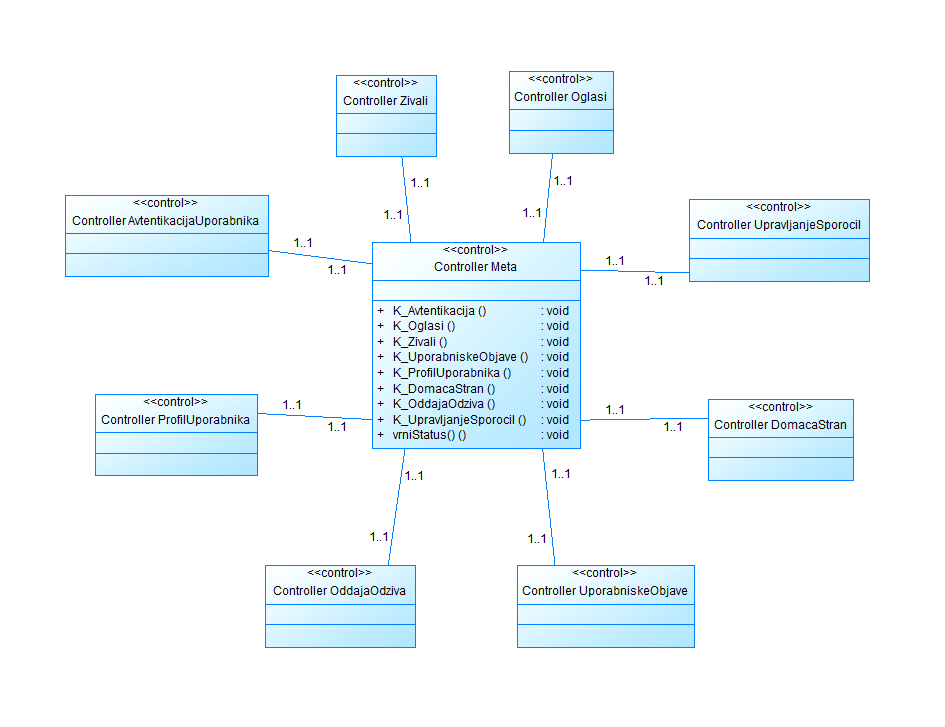 <<control>>
Controller Zivali
<<control>>
Controller Oglasi
1..1
1..1
1..1
1..1
<<control>>
Controller AvtentikacijaUporabnika
1..1
1..1
<<control>>
Controller UpravljanjeSporocil
1..1
1..1
<<control>>
Controller Meta
+ K_Avtentikacija () : void
+ K_Oglasi () : void
+ K_Zivali () : void
+ K_UporabniskeObjave () : void
+ K_ProfilUporabnika () : void
+ K_DomacaStran () : void
+ K_OddajaOdziva () : void
+ K_UpravljanjeSporocil () : void
+ vrniStatus() () : void
<<control>>
Controller ProfilUporabnika
1..1
1..1
<<control>>
Controller DomacaStran
1..1
1..1
1..1
1..1
1..1
1..1
<<control>>
Controller OddajaOdziva
<<control>>
Controller UporabniskeObjave